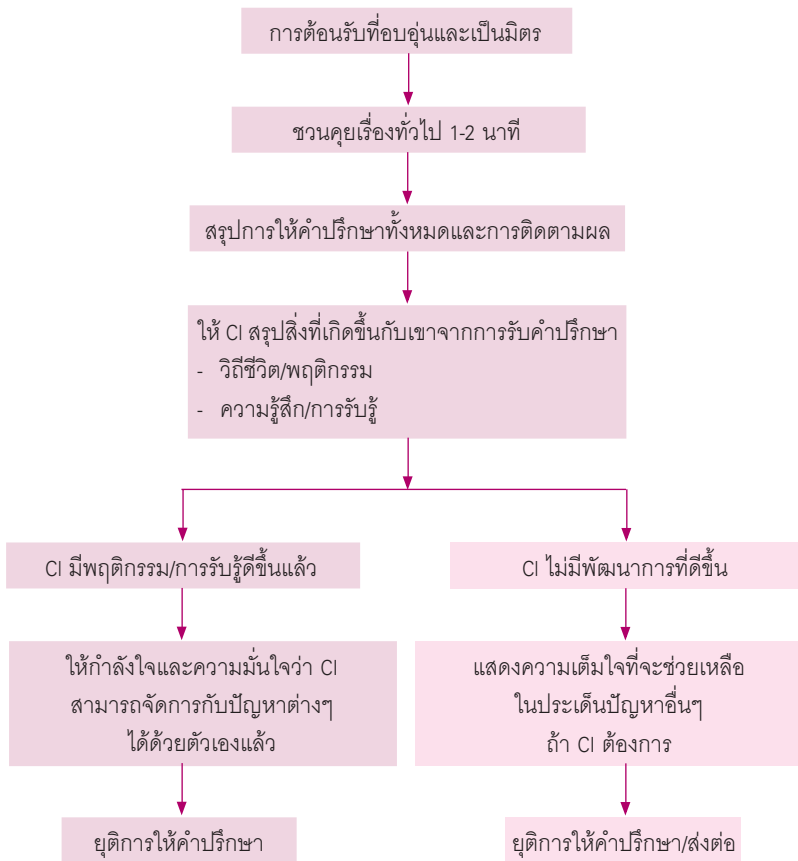 การต้อนรับที่อบอุ่นและเป็นมิตร
ชวนคุยเรื่องทั่วไป 1-2 นาที
สรุปการให้คำปรึกษาทั้งหมดและการติดตามผล
ให้ Cl สรุปสิ่งที่เกิดขึ้นกับเขาจากการรับคำปรึกษา
- วิถีชีวิต/พฤติกรรม
- ความรู้สึก/การรับรู้
Cl มีพฤติกรรม/การรับรู้ดีขึ้นแล้ว
ให้กำลังใจและความมั่นใจว่า Cl
สามารถจัดการกับปัญหาต่างๆ
ได้ด้วยตัวเองแล้ว
ยุติการให้คำปรึกษา
Cl ไม่มีพัฒนาการที่ดีขึ้น
แสดงความเต็มใจที่จะช่วยเหลือ
ในประเด็นปัญหาอื่นๆ
ถ้า Cl ต้องการ
ยุติการให้คำปรึกษา/ส่งต่อ